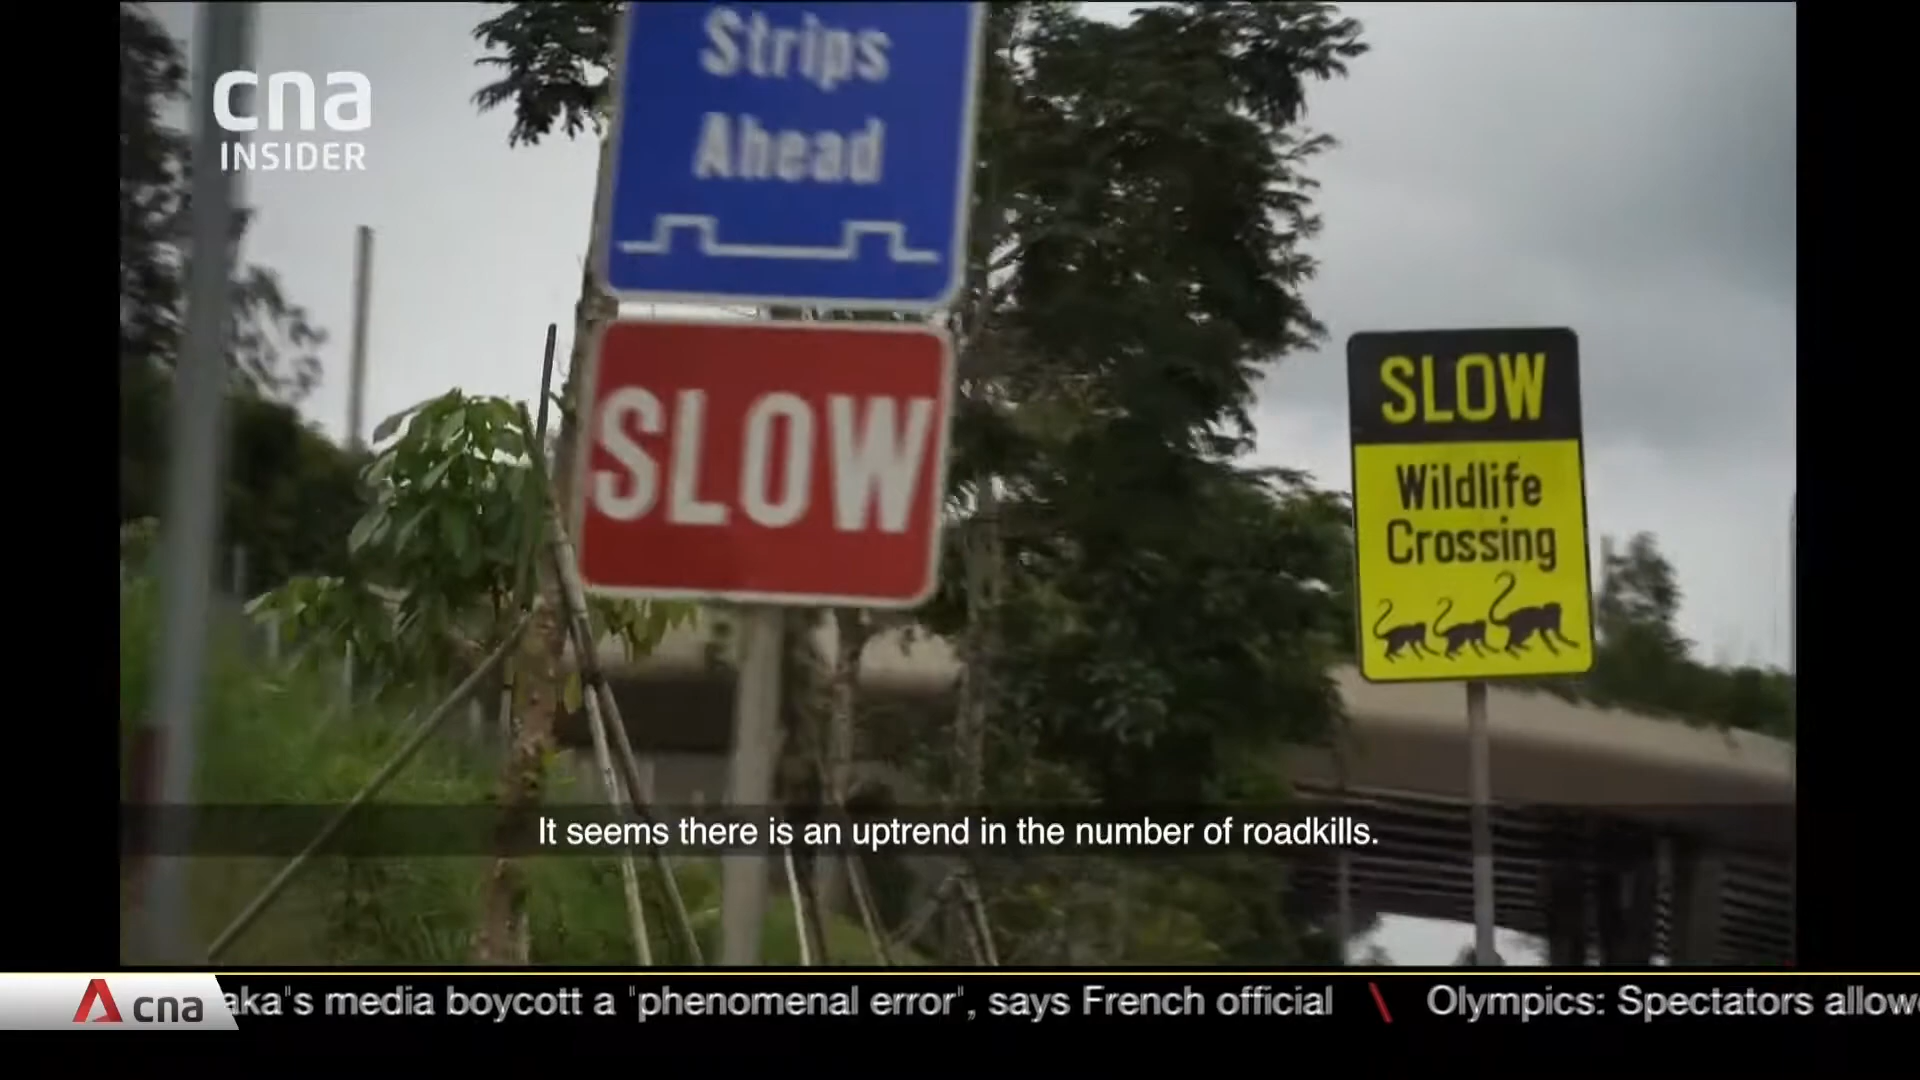 cna
INSIDER
Strips
Ahead
SLOW
SLOW
Wildlife
Crossing
It seems there is an uptrend in the number of roadkills.
cna
aka"s media boycott a "phenomenal error", says French official \ Olympics: Spectators allow